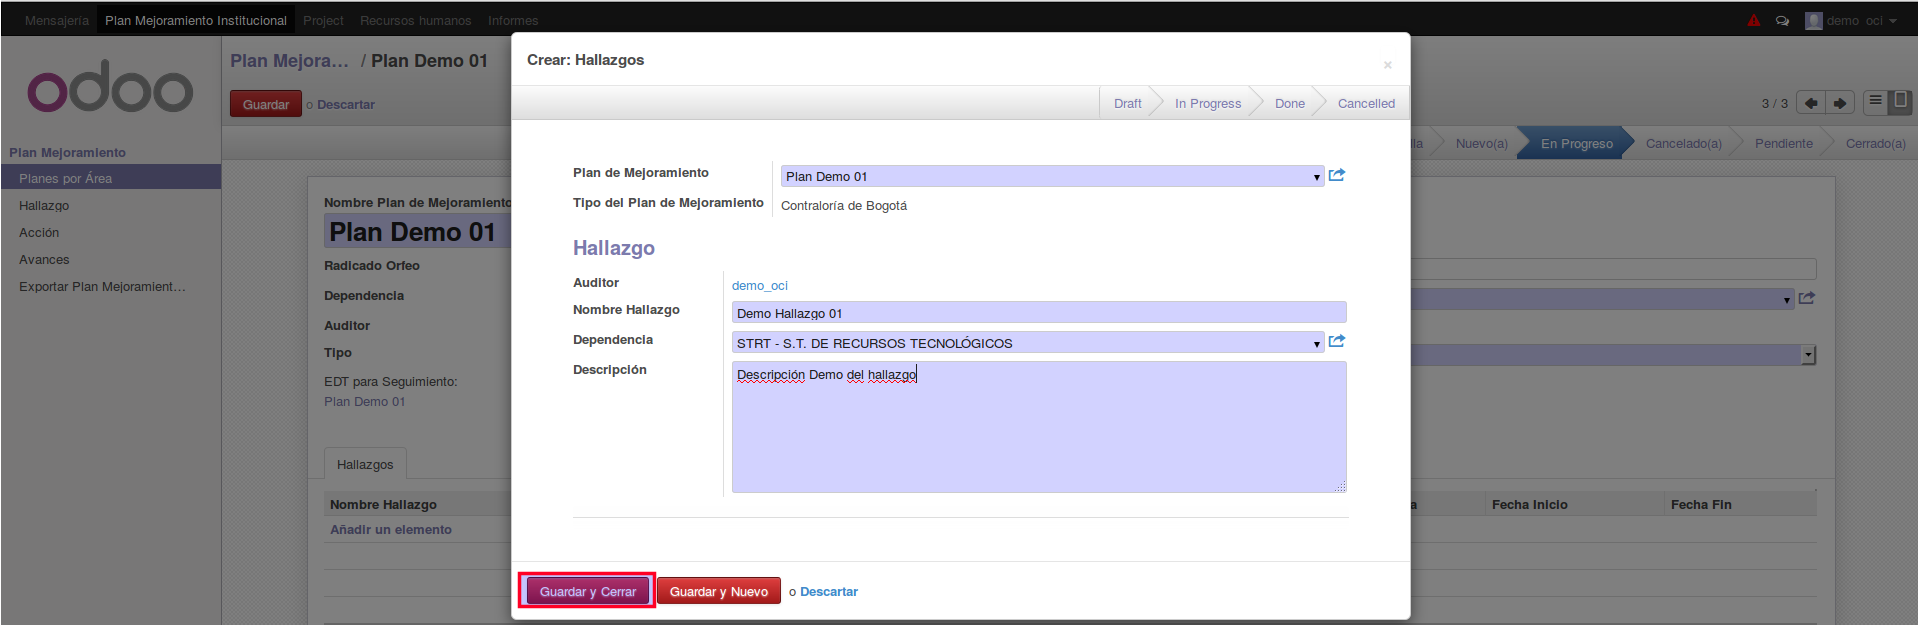 Mensajería Plan Mejoramiento Institucional Project Recursos humanos Informes demo oci
odoo
Plan Mejora... / Plan Demo 01
Guardar o Descartar
3 / 3
Nuevo(a) En Progreso Cancelado(a) Pendiente Cerrado(a)
Plan Mejoramiento
Planes por Área
Hallazgo
Acción
Avances
Exportar Plan Mejoramient...
Nombre Plan de Mejoramiento
Plan Demo 01
Radicado Orfeo
Dependencia
Auditor
Tipo
EDT para Seguimiento:
Plan Demo 01
Hallazgos
Nombre Hallazgo Fecha Inicio Fecha Fin
Añadir un elemento
Crear: Hallazgos ×
Draft In Progress Done Cancelled
Plan de Mejoramiento Plan Demo 01
Tipo del Plan de Mejoramiento Contraloría de Bogotá
Hallazgo
Auditor demo_oci
Nombre Hallazgo Demo Hallazgo 01
Dependencia STRT - S.T. DE RECURSOS TECNOLÓGICOS
Descripción Descripción Demo del hallazgo
Guardar y Cerrar Guardar y Nuevo o Descartar